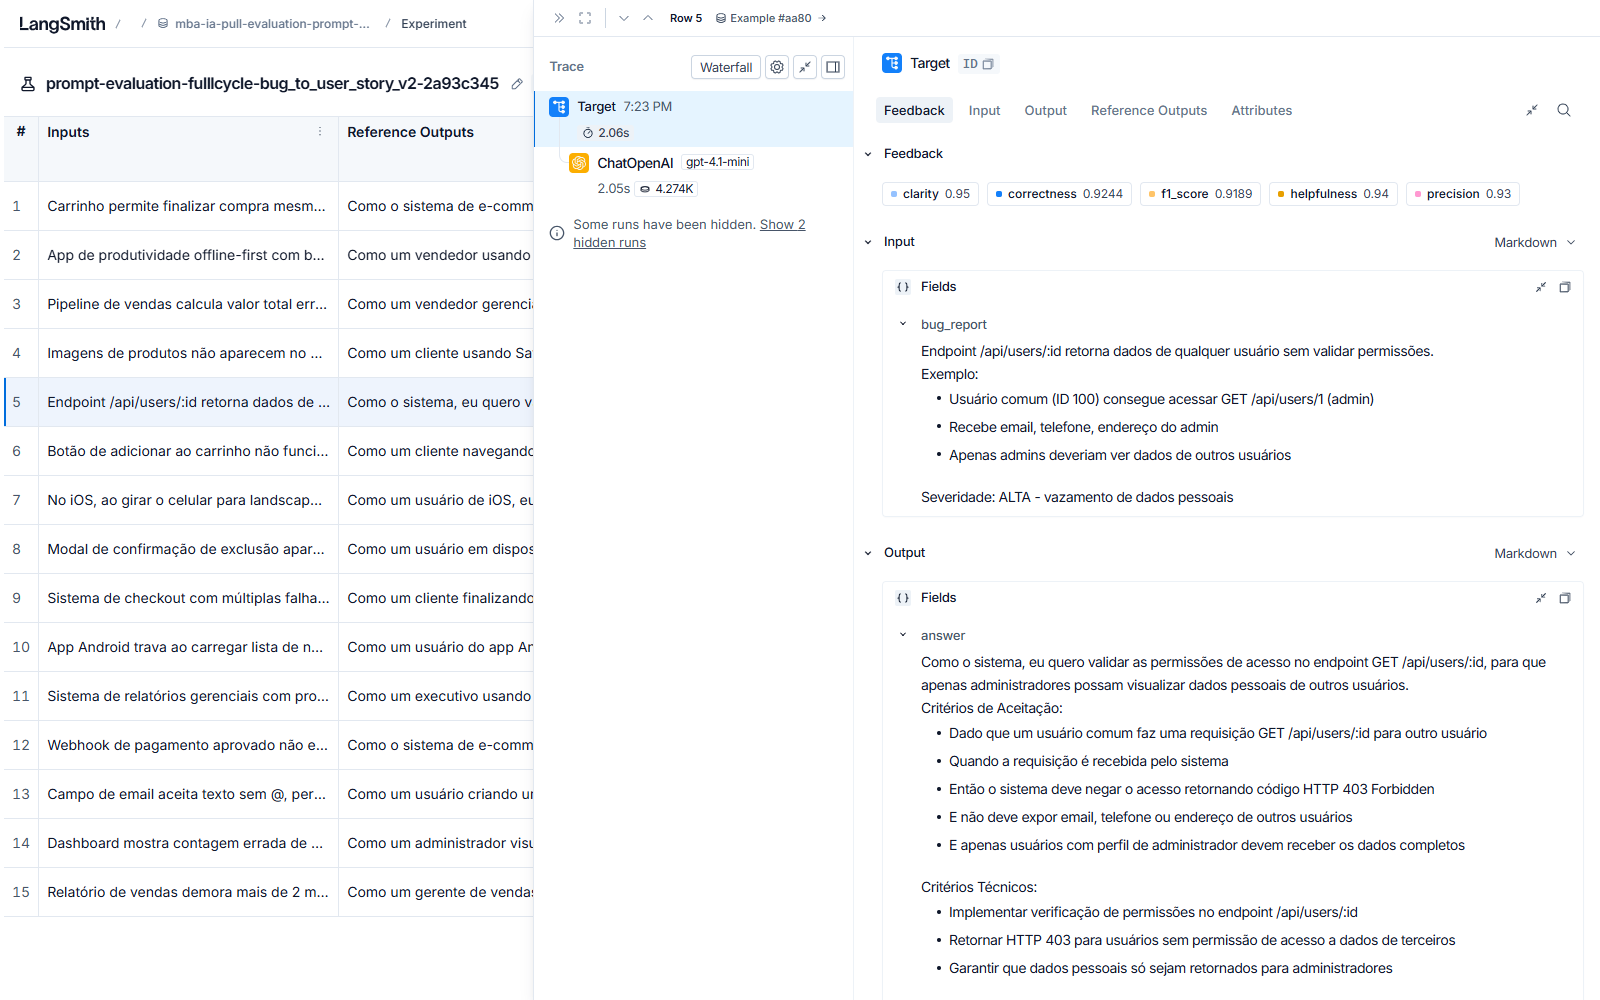 LangSmith / / mba-ia-pull-evaluation-prompt-... / Experiment
prompt-evaluation-fulllcycle-bug_to_user_story_v2-2a93c345
# Inputs Reference Outputs
1 Carrinho permite finalizar compra mesm... Como o sistema de e-comm
2 App de produtividade offline-first com b... Como um vendedor usando
3 Pipeline de vendas calcula valor total err... Como um vendedor gerencia
4 Imagens de produtos não aparecem no ... Como um cliente usando Sa
5 Endpoint /api/users/:id retorna dados de ... Como o sistema, eu quero v
6 Botão de adicionar ao carrinho não funci... Como um cliente navegando
7 No iOS, ao girar o celular para landscap... Como um usuário de iOS, eu
8 Modal de confirmação de exclusão apar... Como um usuário em dispos
9 Sistema de checkout com múltiplas falha... Como um cliente finalizando
10 App Android trava ao carregar lista de n... Como um usuário do app An
11 Sistema de relatórios gerenciais com pro... Como um executivo usando
12 Webhook de pagamento aprovado não e... Como o sistema de e-comm
13 Campo de email aceita texto sem @, per... Como um usuário criando u
14 Dashboard mostra contagem errada de ... Como um administrador visu
15 Relatório de vendas demora mais de 2 m... Como um gerente de vendas
Row 5 Example #aa80
Trace Waterfall
Target 7:23 PM
2.06s
ChatOpenAI gpt-4.1-mini
2.05s 4.274K
Some runs have been hidden. Show 2
hidden runs
Target ID
Feedback Input Output Reference Outputs Attributes
Feedback
clarity 0.95 correctness 0.9244 f1_score 0.9189 helpfulness 0.94 precision 0.93
Input Markdown
{} Fields
bug_report
Endpoint /api/users/:id retorna dados de qualquer usuário sem validar permissões.
Exemplo:
• Usuário comum (ID 100) consegue acessar GET /api/users/1 (admin)
• Recebe email, telefone, endereço do admin
• Apenas admins deveriam ver dados de outros usuários
Severidade: ALTA - vazamento de dados pessoais
Output Markdown
{} Fields
answer
Como o sistema, eu quero validar as permissões de acesso no endpoint GET /api/users/:id, para que
apenas administradores possam visualizar dados pessoais de outros usuários.
Critérios de Aceitação:
• Dado que um usuário comum faz uma requisição GET /api/users/:id para outro usuário
• Quando a requisição é recebida pelo sistema
• Então o sistema deve negar o acesso retornando código HTTP 403 Forbidden
• E não deve expor email, telefone ou endereço de outros usuários
• E apenas usuários com perfil de administrador devem receber os dados completos
Critérios Técnicos:
• Implementar verificação de permissões no endpoint /api/users/:id
• Retornar HTTP 403 para usuários sem permissão de acesso a dados de terceiros
• Garantir que dados pessoais só sejam retornados para administradores